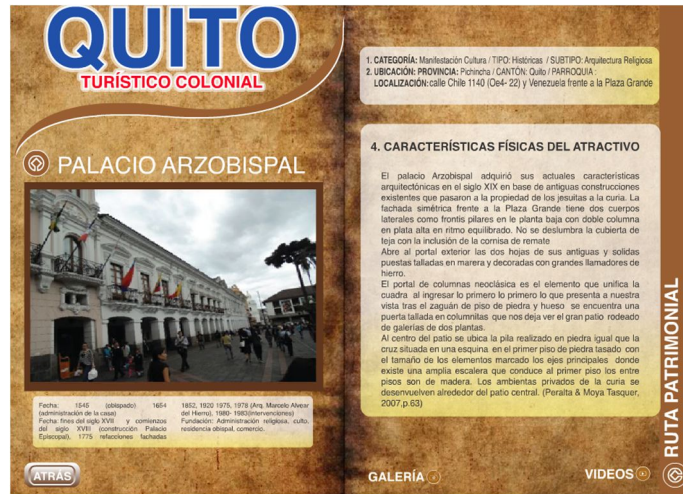 QUITO
TURÍSTICO COLONIAL
PALACIO ARZOBISPAL
Fecha: 1545 (obispado) 1654
(administración de la casa)
Fecha: fines del siglo XVII y comienzos
del siglo XVIII (construcción Palacio
Episcopal), 1775 refacciones fachadas
1852, 1920 1975, 1978 (Arq. Marcelo Alvear
del Hierro), 1980- 1980(intervenciones)
Fundación: Administración religiosa, culto,
residencia obispal, comercio.
ATRÁS
1. CATEGORÍA: Manifestación Cultura / TIPO: Históricas / SUBTIPO: Arquitectura Religiosa
2. UBICACIÓN: PROVINCIA: Pichincha / CANTÓN: Quito / PARROQUIA :
LOCALIZACIÓN: calle Chile 1140 (Oe4- 22) y Venezuela frente a la Plaza Grande
4. CARACTERÍSTICAS FÍSICAS DEL ATRACTIVO
El palacio Arzobispal adquirió sus actuales características
arquitectónicas en el siglo XIX en base de antiguas construcciones
existentes que pasaron a la propiedad de los jesuitas a la curia. La
fachada simétrica frente a la Plaza Grande tiene dos cuerpos
laterales como frontis pilares en le planta baja con doble columna
en plata alta en ritmo equilibrado. No se deslumbra la cubierta de
teja con la inclusión de la cornisa de remate
Abre al portal exterior las dos hojas de sus antiguas y solidas
puestas talladas en marera y decoradas con grandes llamadores de
hierro.
El portal de columnas neoclásica es el elemento que unifica la
cuadra al ingresar lo primero lo primero lo que presenta a nuestra
vista tras el zaguán de piso de piedra y hueso se encuentra una
puerta tallada en columnitas que nos deja ver el gran patio rodeado
de galerías de dos plantas.
Al centro del patio se ubica la pila realizado en piedra igual que la
cruz situada en una esquina en el primer piso de piedra tasado con
el tamaño de los elementos marcado los ejes principales donde
existe una amplia escalera que conduce al primer piso los entre
pisos son de madera. Los ambientes privados de la curia se
desenvuelven alrededor del patio central. (Peralta & Moya Tasquer,
2007,p.63)
GALERÍA
VIDEOS
RUTA PATRIMONIAL